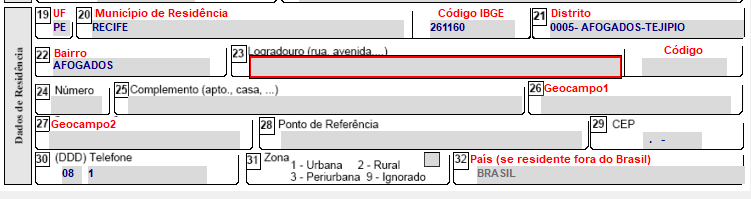 19 UF 20 Município de Residência Código IBGE 21 Distrito
PE RECIFE 261160 0005- AFOGADOS-TEJIPIO
22 Bairro 23 Logradouro (rua, avenida,...) Código
AFOGADOS
24 Número 25 Complemento (apto., casa, ...) 26 Geocampo1
27 Geocampo2 28 Ponto de Referência 29 CEP
. -
30 (DDD) Telefone 31 Zona 32 País (se residente fora do Brasil)
1 - Urbana 2 - Rural
08 1 3 - Periurbana 9 - Ignorado BRASIL
Dados de Residência